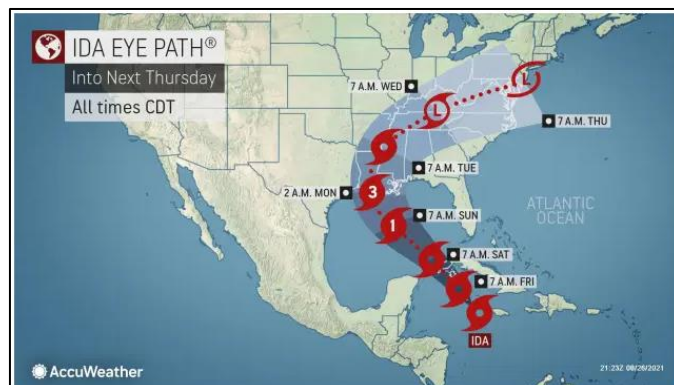 IDA EYE PATH®
Into Next Thursday
All times CDT
7 A.M. WED
L
L
7 A.M. THU
7 A.M. TUE
2 A.M. MON
3
7 A.M. SUN
1
ATLANTIC
OCEAN
7 A.M. SAT
7 A.M. FRI
IDA
AccuWeather
21:23Z 08/26/2021